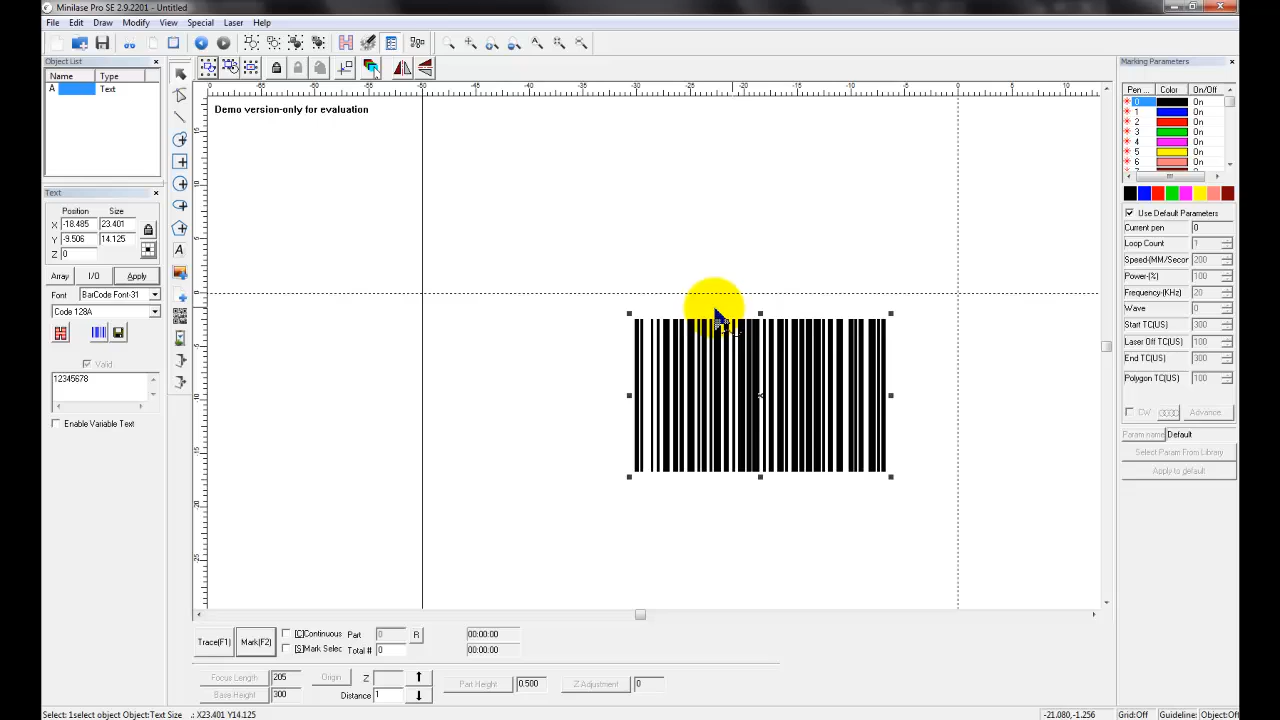 Minilase Pro SE 2.9.2201 - Untitled
File Edit Draw Modify View Special Laser Help
Object List
Name Type
A Text
Demo version-only for evaluation
Text
Position Size
X -18.485 23.401
Y -9.506 14.125
Z 0
Array I/O Apply
Font BarCode Font-31
Code 128A
Valid
12345678
Enable Variable Text
Marking Parameters
Pen... Color On/Off
0 On
1 On
2 On
3 On
4 On
5 On
6 On
Use Default Parameters
Current pen 0
Loop Count 1
Speed(MM/Secor 200
Power(%) 100
Frequency(KHz) 20
Wave 0
Start TC(US) 300
Laser Off TC(US) 100
End TC(US) 300
Polygon TC(US) 100
CW Advance
Param name Default
Select Param From Library
Apply to default
Trace(F1) Mark(F2) [C]Continuous Part 0 R 00:00:00
[S]Mark Selec Total # 0 00:00:00
Focus Length 205 Origin Z
Base Height 300 Distance 1
Part Height 0.500 Z Adjustment 0
Select: 1select object Object:Text Size .: X23.401 Y14.125 -21.080,-1.256 Grid:Off Guideline: Object:Off